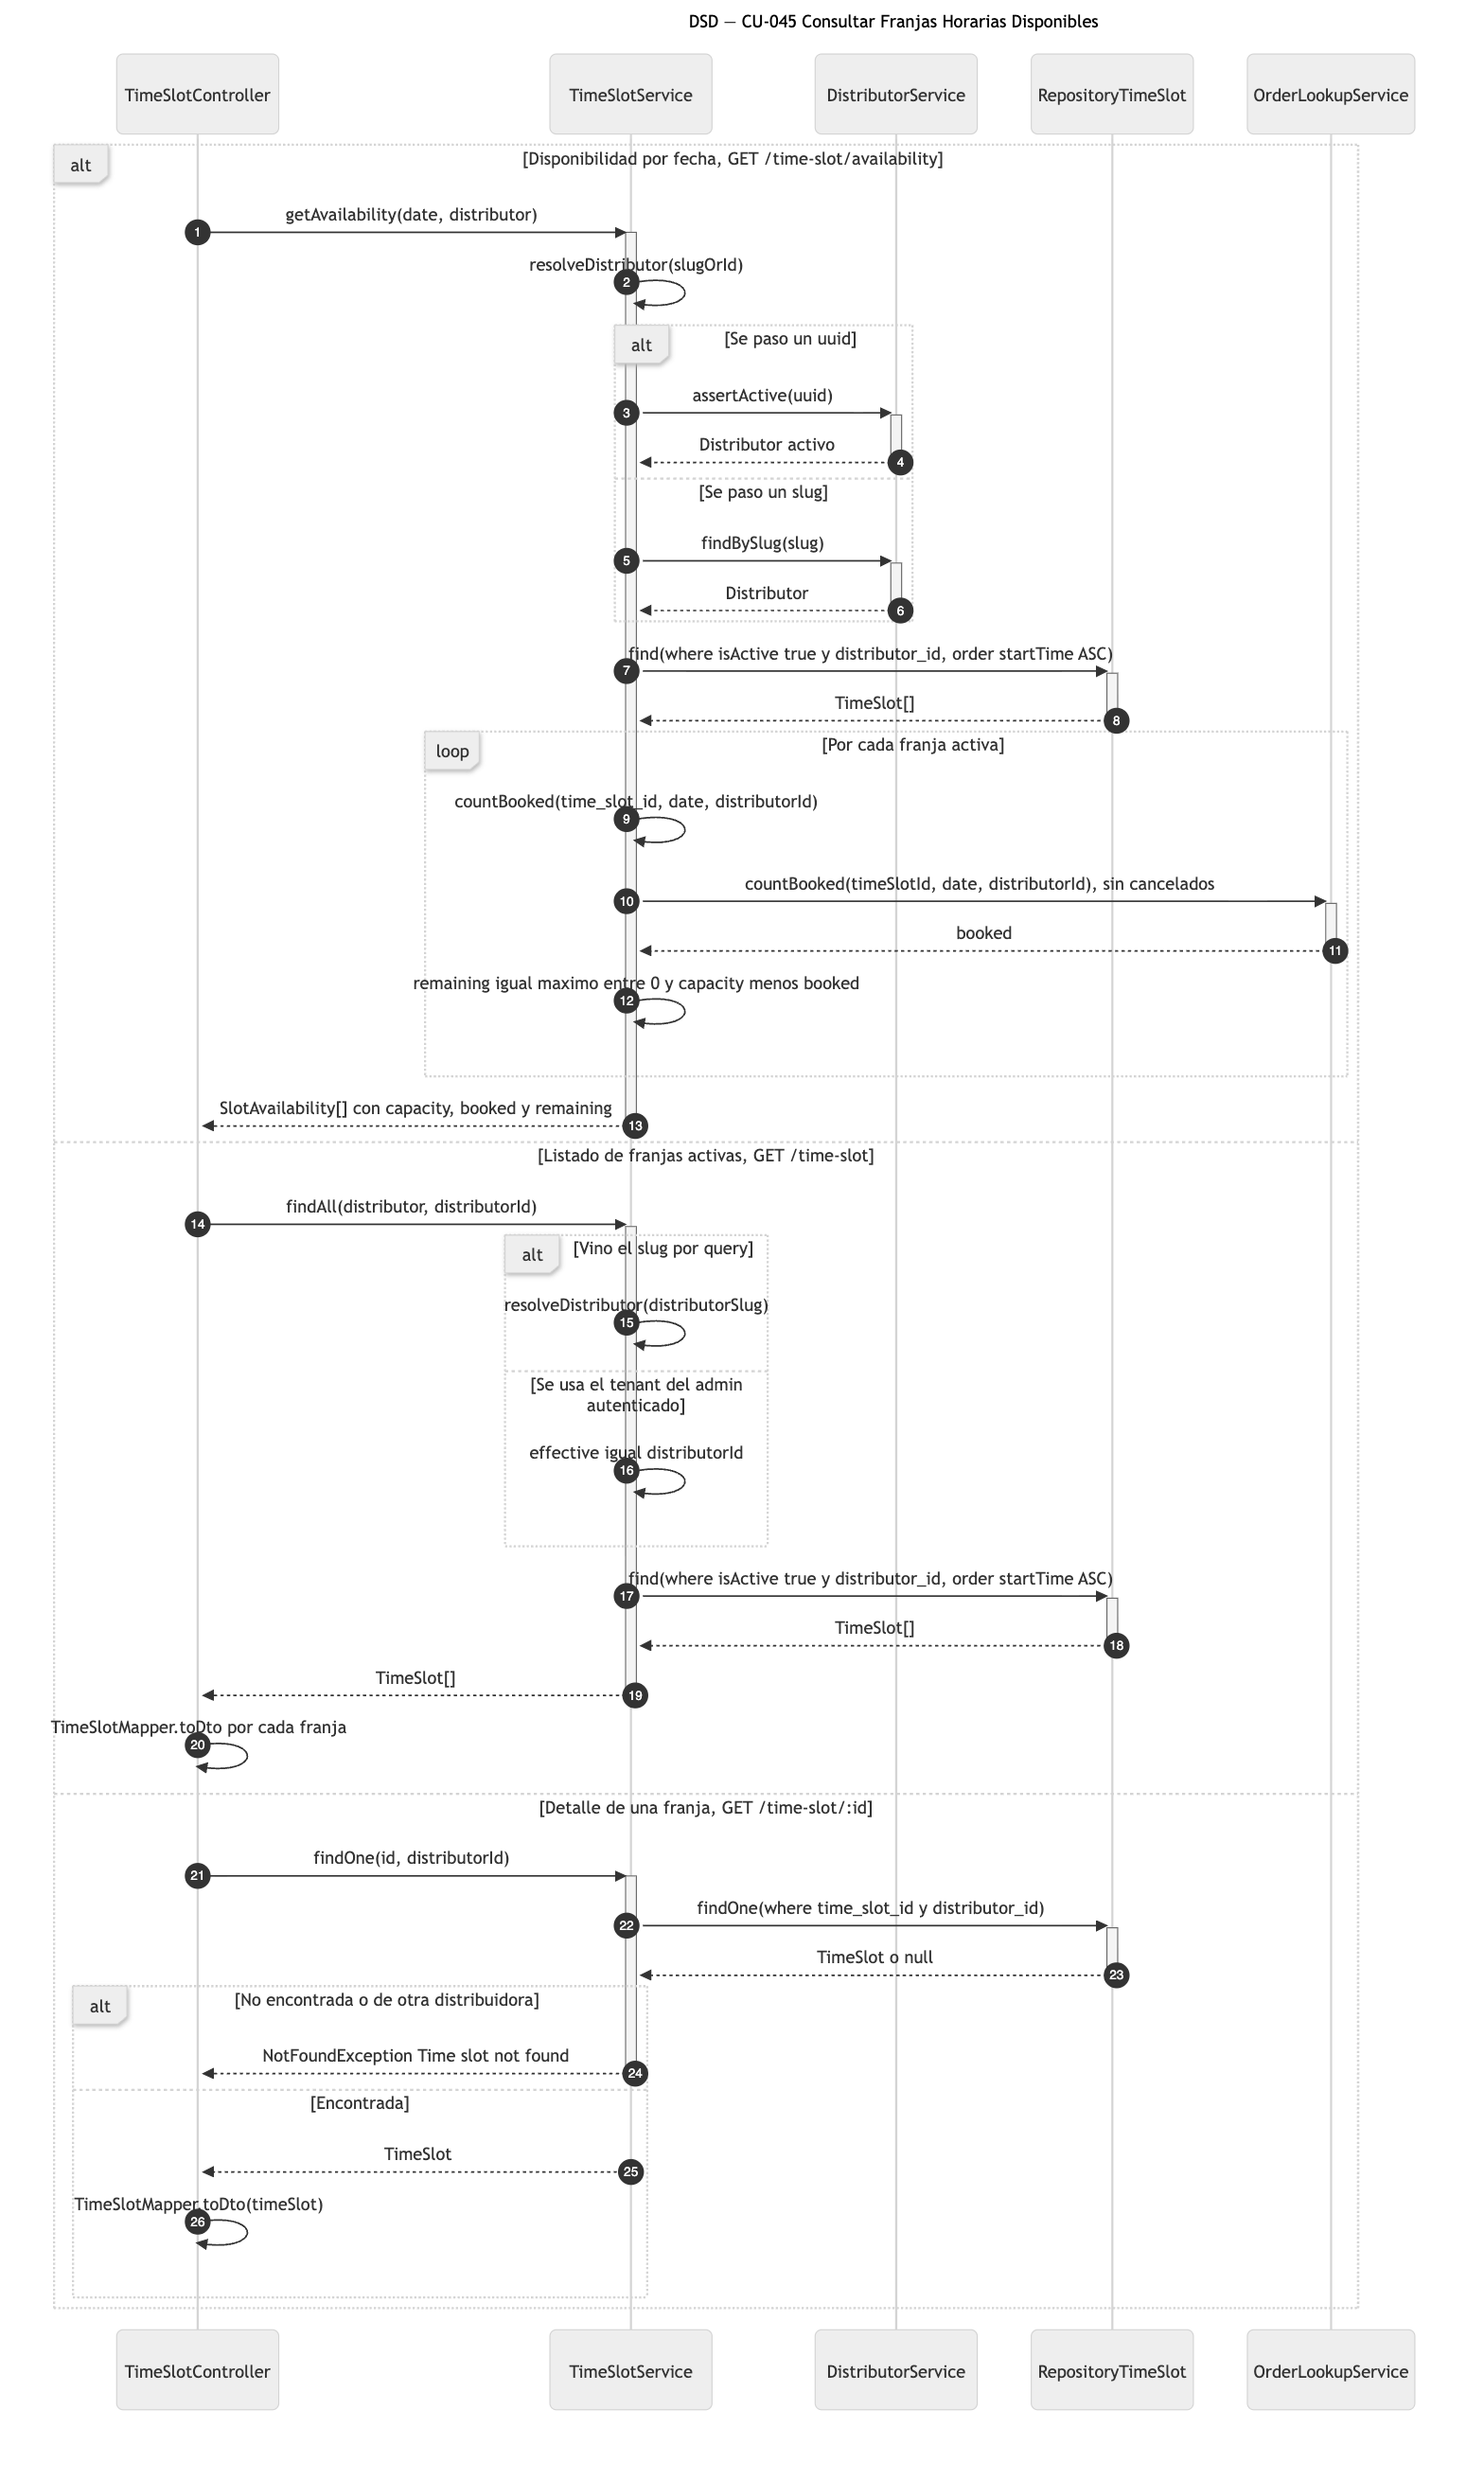 DSD — CU-045 Consultar Franjas Horarias Disponibles
TimeSlotController
TimeSlotService
DistributorService
RepositoryTimeSlot
OrderLookupService
alt
[Disponibilidad por fecha, GET /time-slot/availability]
getAvailability(date, distributor)
1
resolveDistributor(slugOrId)
2
alt
[Se paso un uuid]
assertActive(uuid)
3
Distributor activo
4
[Se paso un slug]
findBySlug(slug)
5
Distributor
6
find(where isActive true y distributor_id, order startTime ASC)
7
TimeSlot[]
8
loop
[Por cada franja activa]
countBooked(time_slot_id, date, distributorId)
9
countBooked(timeSlotId, date, distributorId), sin cancelados
10
booked
11
remaining igual maximo entre 0 y capacity menos booked
12
SlotAvailability[] con capacity, booked y remaining
13
[Listado de franjas activas, GET /time-slot]
findAll(distributor, distributorId)
14
alt
[Vino el slug por query]
resolveDistributor(distributorSlug)
15
[Se usa el tenant del admin
autenticado]
effective igual distributorId
16
find(where isActive true y distributor_id, order startTime ASC)
17
TimeSlot[]
18
TimeSlot[]
19
TimeSlotMapper.toDto por cada franja
20
[Detalle de una franja, GET /time-slot/:id]
findOne(id, distributorId)
21
findOne(where time_slot_id y distributor_id)
22
TimeSlot o null
23
alt
[No encontrada o de otra distribuidora]
NotFoundException Time slot not found
24
[Encontrada]
TimeSlot
25
TimeSlotMapper.toDto(timeSlot)
26
TimeSlotController
TimeSlotService
DistributorService
RepositoryTimeSlot
OrderLookupService